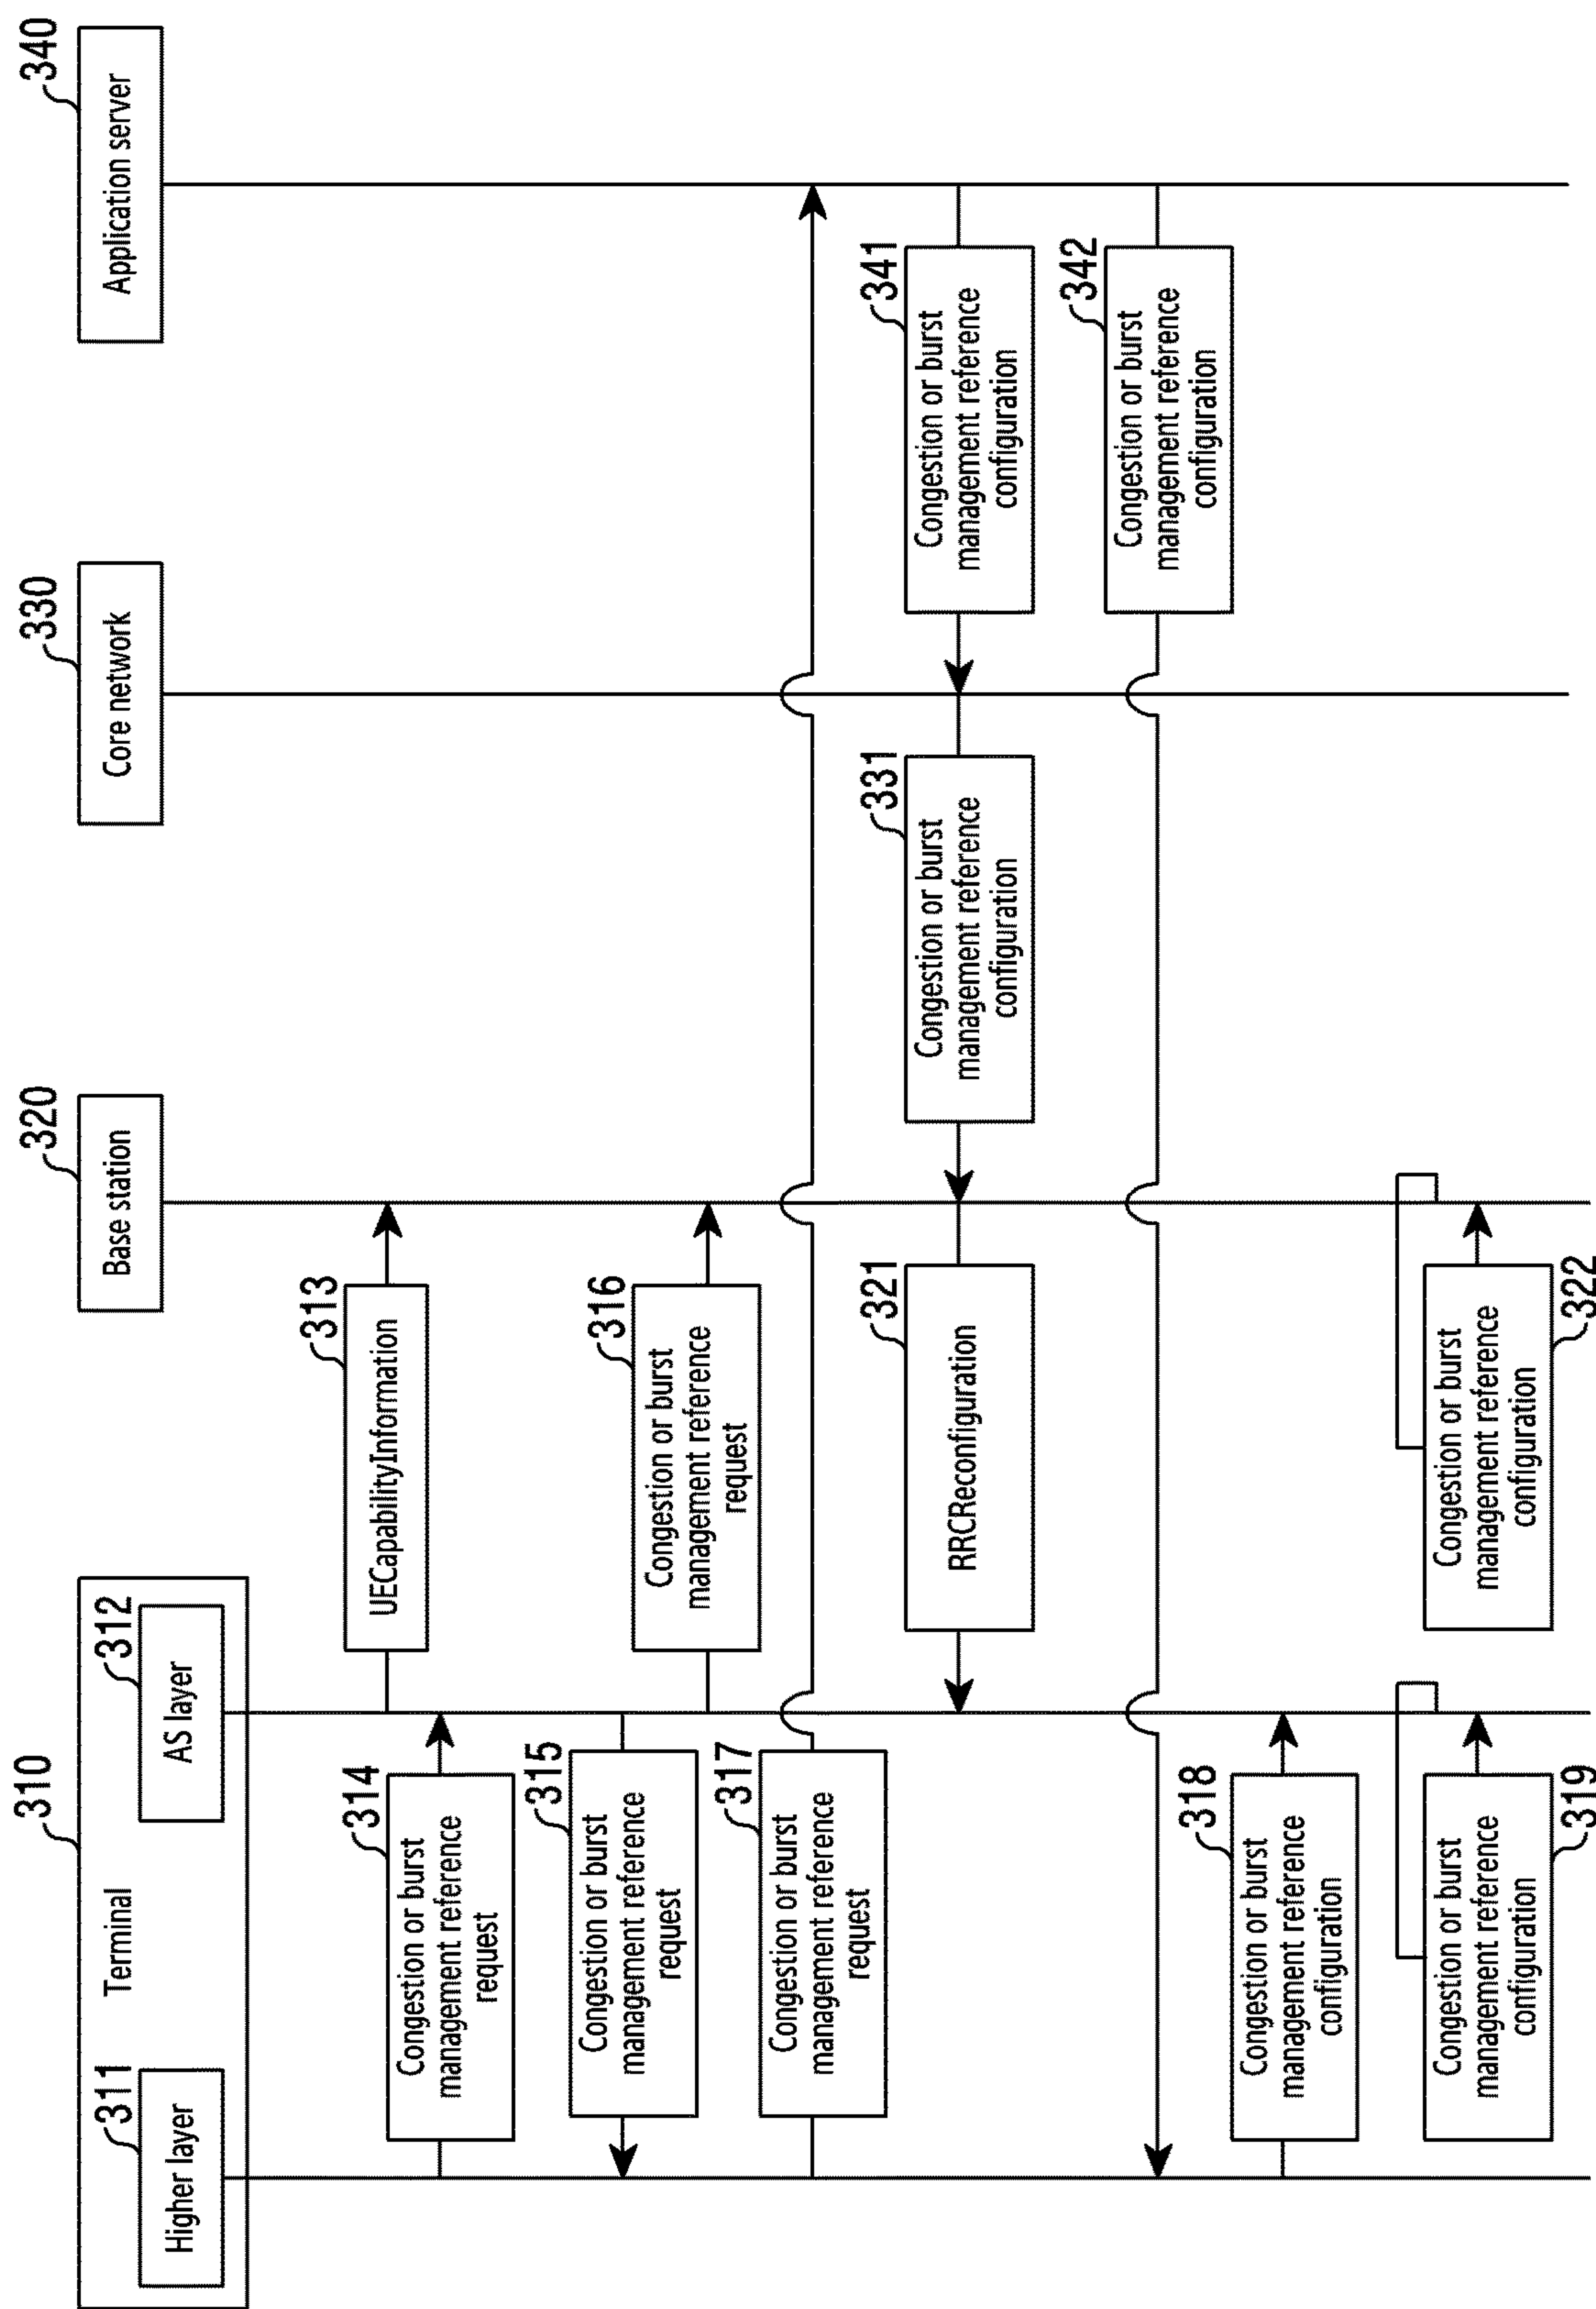 310
Terminal
311
Higher layer
312
AS layer
320
Base station
330
Core network
340
Application server
313
UECapabilityInformation
314
Congestion or burst
management reference
request
315
Congestion or burst
management reference
request
316
Congestion or burst
management reference
request
317
Congestion or burst
management reference
request
341
Congestion or burst
management reference
configuration
331
Congestion or burst
management reference
configuration
321
RRCReconfiguration
342
Congestion or burst
management reference
configuration
318
Congestion or burst
management reference
configuration
Congestion or burst
management reference
configuration
319
Congestion or burst
management reference
configuration
322